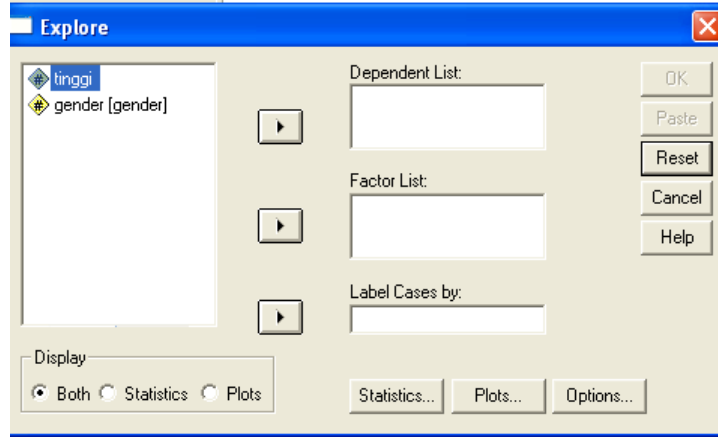 Explore
tinggi
gender [gender]
Dependent List:
Factor List:
Label Cases by:
OK
Paste
Reset
Cancel
Help
Display
Both Statistics Plots
Statistics... Plots... Options...